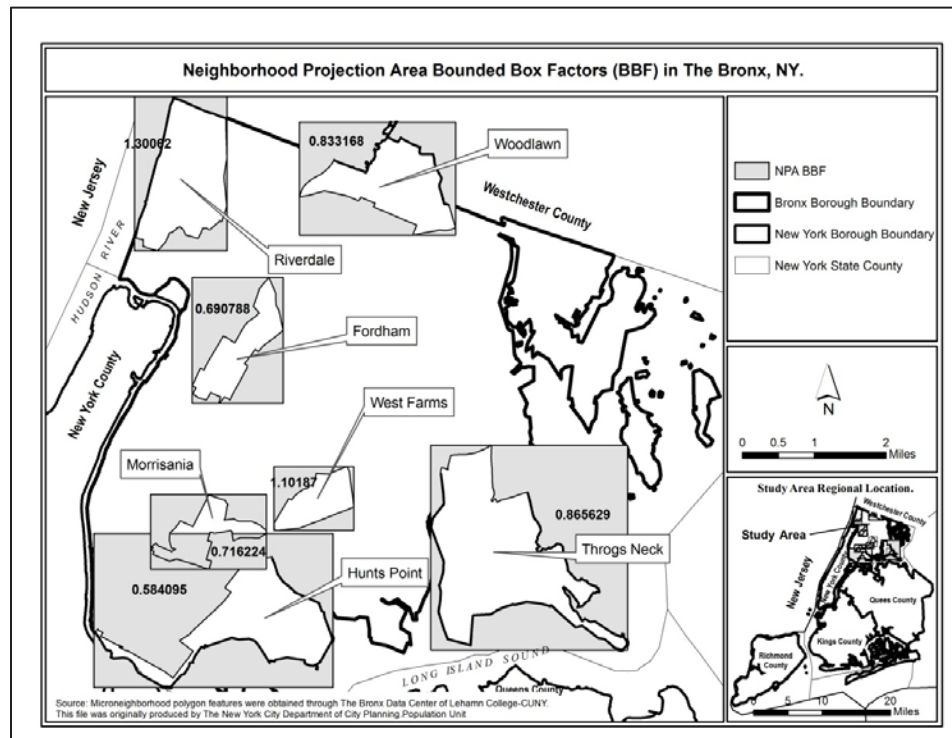 Neighborhood Projection Area Bounded Box Factors (BBF) in The Bronx, NY.
1.30062
0.833168
Woodlawn
New Jersey
HUDSON RIVER
Riverdale
Westchester County
0.690788
Fordham
New York County
West Farms
Morrisania
1.10187
0.716224
0.865629
Throgs Neck
Hunts Point
0.584095
LONG ISLAND SOUND
Queens County
Source: Microneighborhood polygon features were obtained through The Bronx Data Center of Lehamn College-CUNY.
This file was originally produced by The New York City Department of City Planning.Population Unit
NPA BBF
Bronx Borough Boundary
New York Borough Boundary
New York State County
N
0 0.5 1 2
Miles
Study Area Regional Location.
Westchester County
Study Area
New Jersey
New York County
Quees County
Kings County
Richmond
County
0 5 10 20
Miles